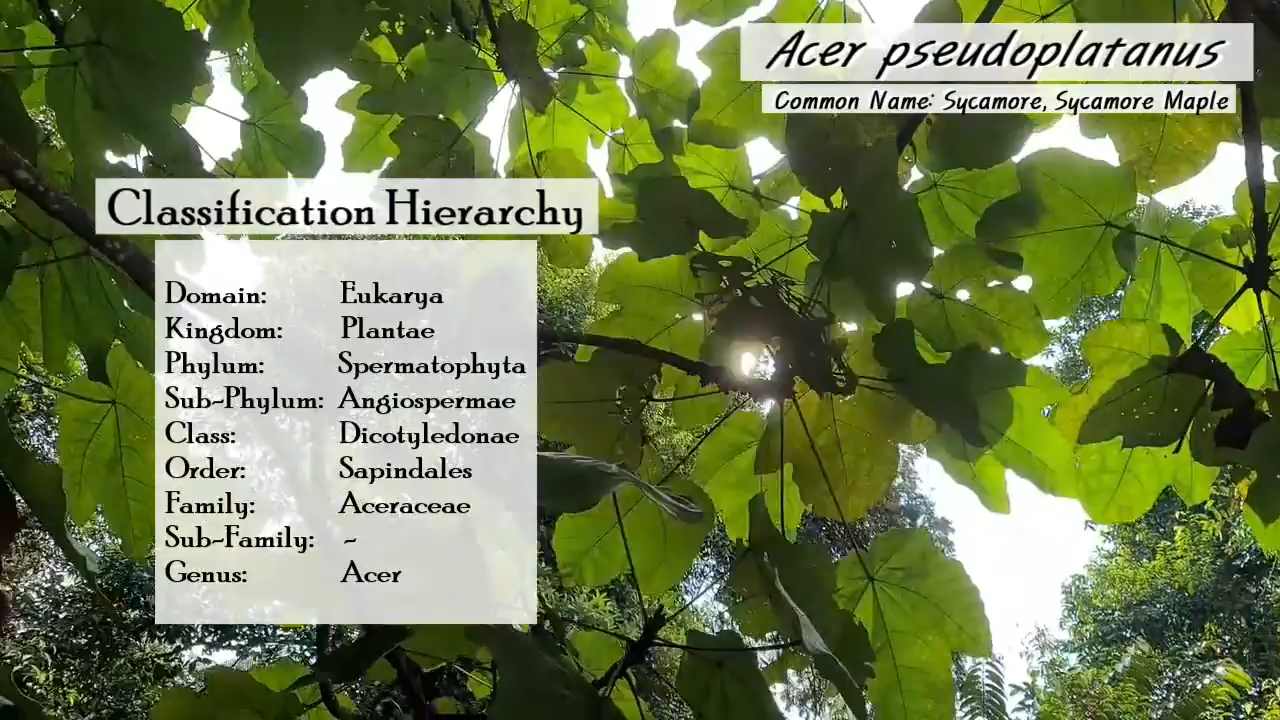 Acer pseudoplatanus
Common Name: Sycamore, Sycamore Maple
Classification Hierarchy
Domain: Eukarya
Kingdom: Plantae
Phylum: Spermatophyta
Sub-Phylum: Angiospermae
Class: Dicotyledonae
Order: Sapindales
Family: Aceraceae
Sub-Family: -
Genus: Acer